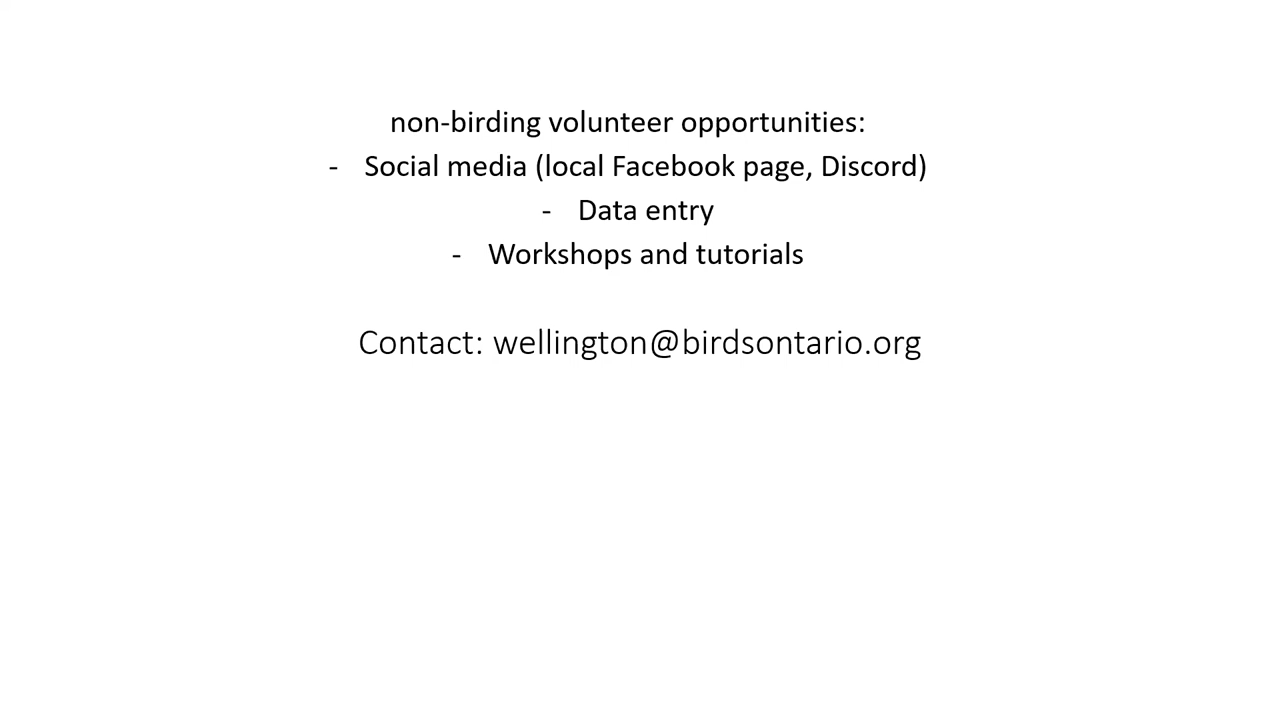 non-birding volunteer opportunities:
- Social media (local Facebook page, Discord)
- Data entry
- Workshops and tutorials
Contact: wellington@birdsontario.org